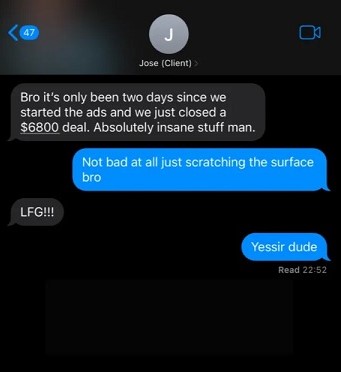 47
J
Jose (Client)
Bro it's only been two days since we
started the ads and we just closed a
$6800 deal. Absolutely insane stuff man.
Not bad at all just scratching the surface
bro
LFG!!!
Yessir dude
Read 22:52